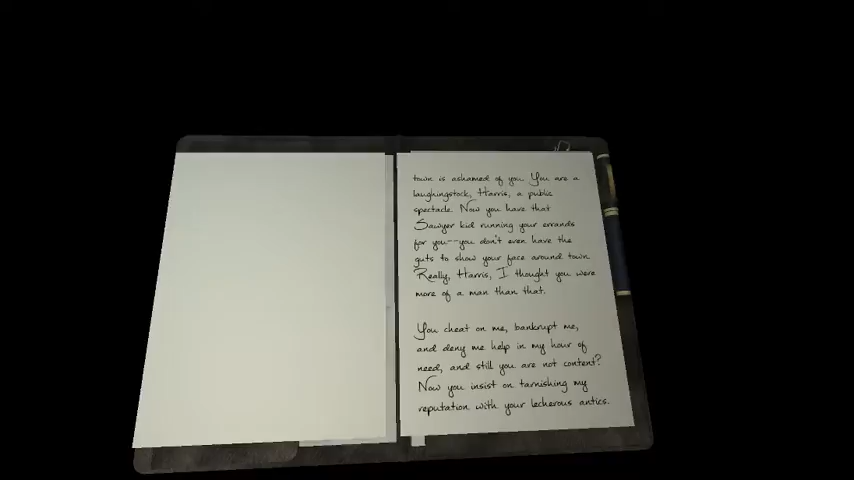 town is ashamed of you. You are a
laughingstock, Harris, a public
spectacle. Now you have that
Sawyer kid running your errands
for you--you don't even have the
guts to show your face around town.
Really, Harris, I thought you were
more of a man than that.
You cheat on me, bankrupt me,
and deny me help in my hour of
need, and still you are not content?
Now you insist on tarnishing my
reputation with your lecherous antics.